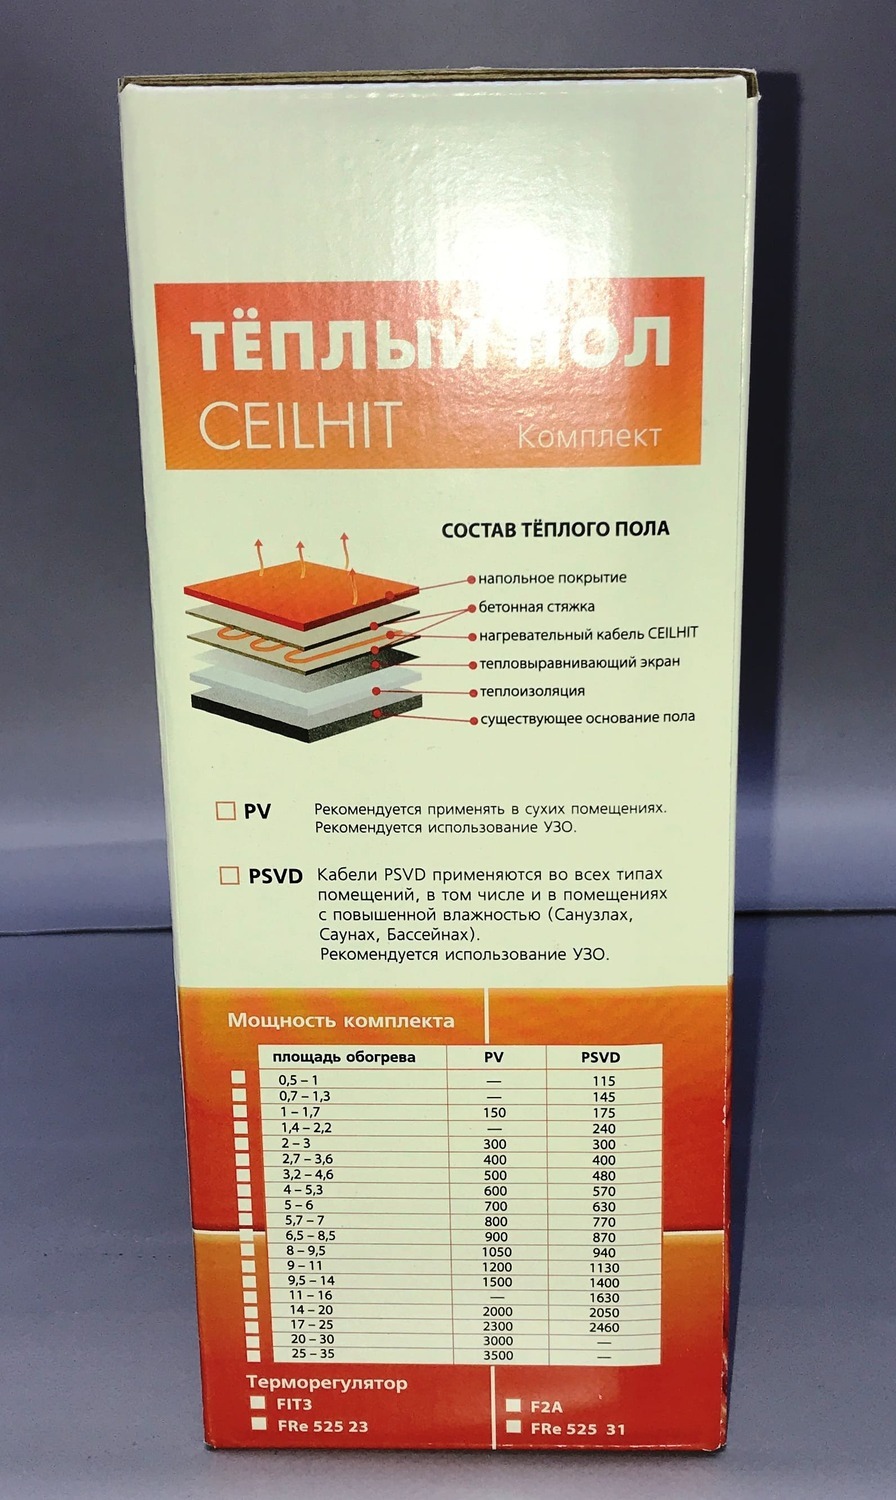 ТЁПЛЫЙ ПОЛ
CEILHIT
Комплект
СОСТАВ ТЁПЛОГО ПОЛА
напольное покрытие
бетонная стяжка
нагревательный кабель CEILHIT
тепловыравнивающий экран
теплоизоляция
существующее основание пола
PV Рекомендуется применять в сухих помещениях.
Рекомендуется использование УЗО.
PSVD Кабели PSVD применяются во всех типах
помещений, в том числе и в помещениях
с повышенной влажностью (Санузлах,
Саунах, Бассейнах).
Рекомендуется использование УЗО.
Мощность комплекта
площадь обогрева PV PSVD
0,5 – 1 — 115
0,7 – 1,3 — 145
1 – 1,7 150 175
1,4 – 2,2 — 240
2 – 3 300 300
2,7 – 3,6 400 400
3,2 – 4,6 500 480
4 – 5,3 600 570
5 – 6 700 630
5,7 – 7 800 770
6,5 – 8,5 900 870
8 – 9,5 1050 940
9 – 11 1200 1130
9,5 – 14 1500 1400
11 – 16 — 1630
14 – 20 2000 2050
17 – 25 2300 2460
20 – 30 3000 —
25 – 35 3500 —
Терморегулятор
FIT3 F2A
FRe 525 23 FRe 525 31